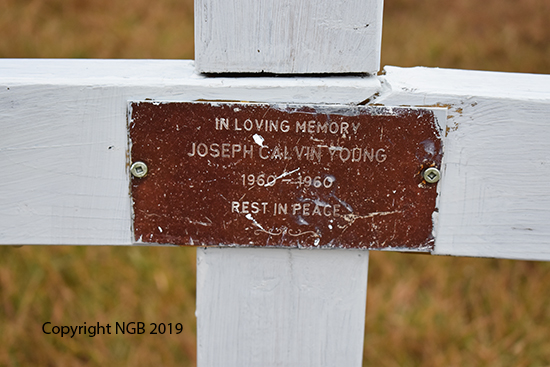 IN LOVING MEMORY
JOSEPH CALVIN YOUNG
1960 - 1960
REST IN PEACE
Copyright NGB 2019